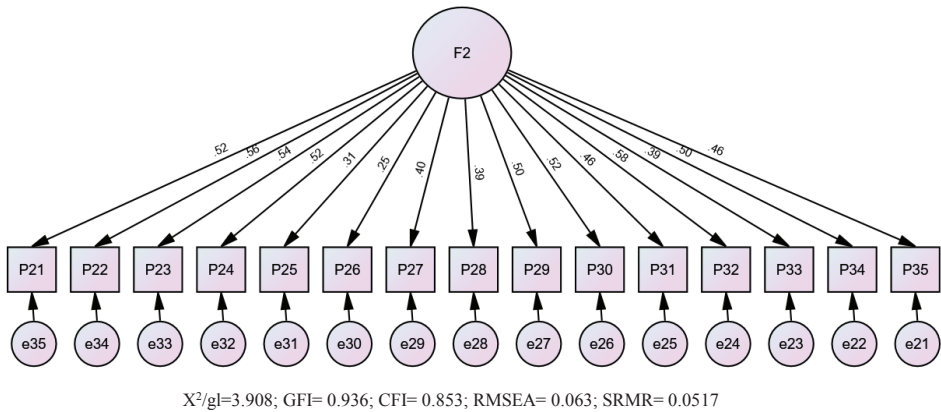 F2
.52 .56 .54 .52 .31 .25 .40 .39 .50 .52 .46 .58 .39 .50 .46
P21 P22 P23 P24 P25 P26 P27 P28 P29 P30 P31 P32 P33 P34 P35
e35 e34 e33 e32 e31 e30 e29 e28 e27 e26 e25 e24 e23 e22 e21
X²/gl=3.908; GFI= 0.936; CFI= 0.853; RMSEA= 0.063; SRMR= 0.0517